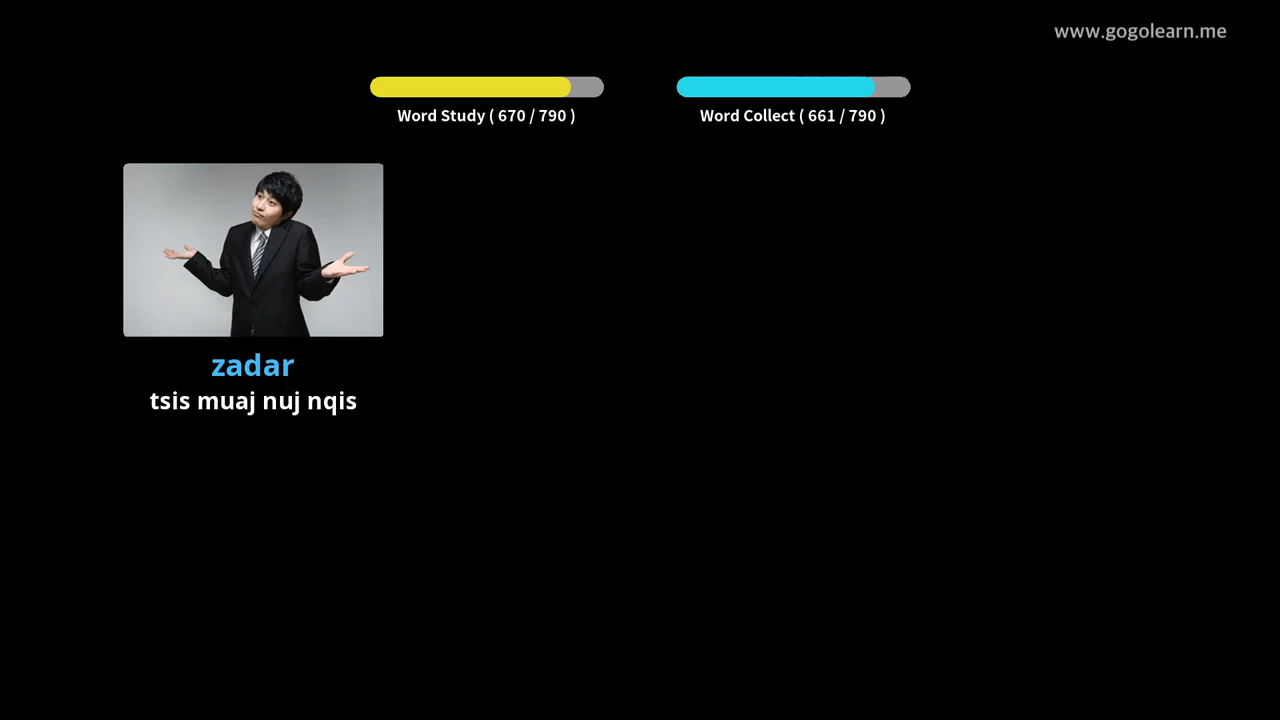 www.gogolearn.me
Word Study ( 670 / 790 )
Word Collect ( 661 / 790 )
zadar
tsis muaj nuj nqis